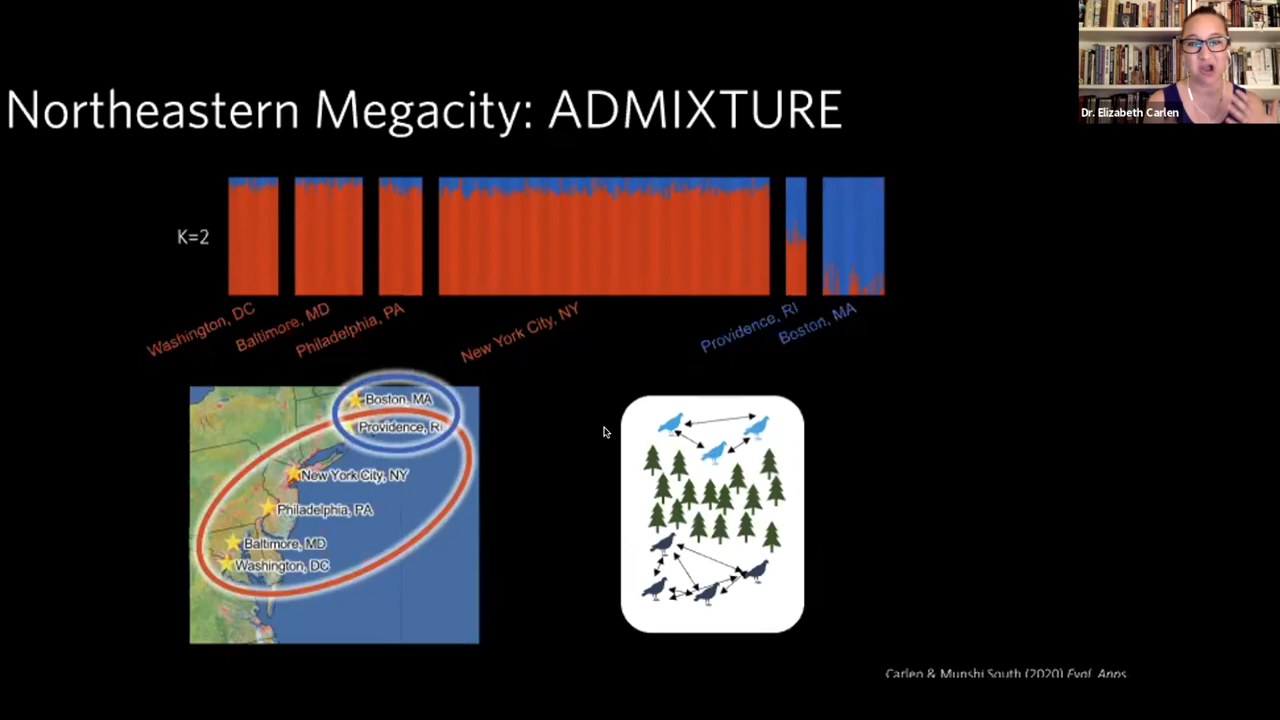 Northeastern Megacity: ADMIXTURE
Dr. Elizabeth Carlen
K=2
Washington, DC
Baltimore, MD
Philadelphia, PA
New York City, NY
Providence, RI
Boston, MA
Boston, MA
Providence, RI
New York City, NY
Philadelphia, PA
Baltimore, MD
Washington, DC
Carlen & Munshi South (2020) Evol. Apps